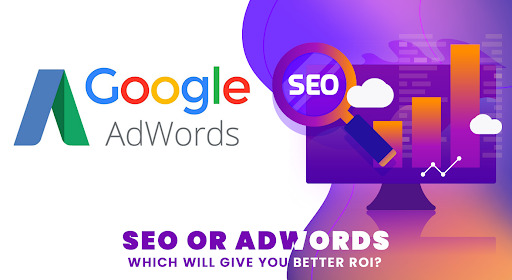 Google
AdWords
SEO
SEO OR ADWORDS
WHICH WILL GIVE YOU BETTER ROI?